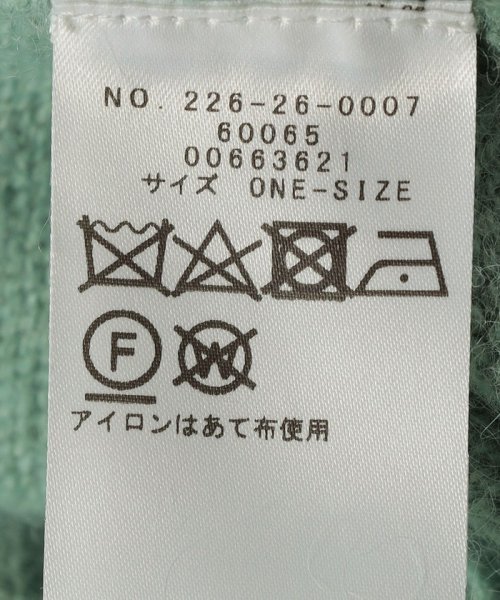 NO. 226-26-0007
60065
00663621
サイズ ONE-SIZE
F W
アイロンはあて布使用